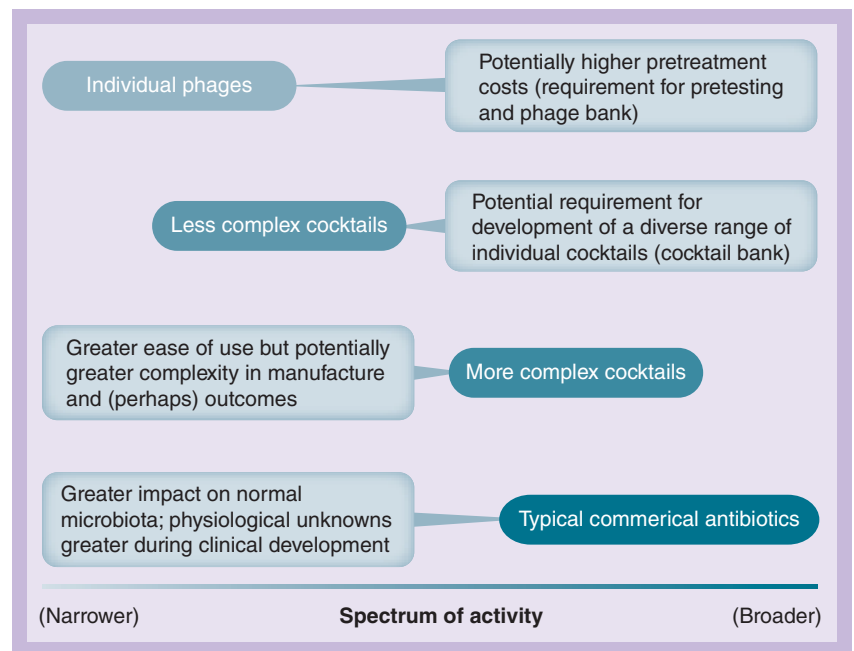 Individual phages
Potentially higher pretreatment
costs (requirement for pretesting
and phage bank)
Less complex cocktails
Potential requirement for
development of a diverse range of
individual cocktails (cocktail bank)
Greater ease of use but potentially
greater complexity in manufacture
and (perhaps) outcomes
More complex cocktails
Greater impact on normal
microbiota; physiological unknowns
greater during clinical development
Typical commerical antibiotics
(Narrower)
Spectrum of activity
(Broader)